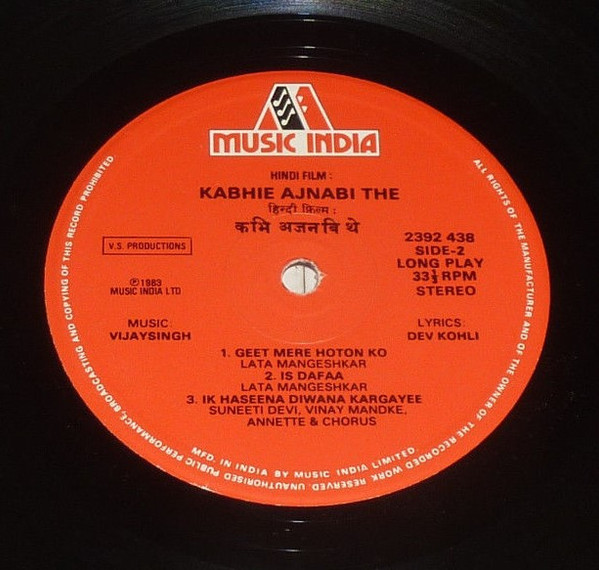 MUSIC INDIA
HINDI FILM :
KABHIE AJNABI THE
हिन्दी फ़िल्म :
कभि अजनबि थे
V.S. PRODUCTIONS
2392 438
SIDE-2
LONG PLAY
33⅓ RPM
STEREO
℗1983
MUSIC INDIA LTD
MUSIC:
VIJAYSINGH
LYRICS:
DEV KOHLI
1. GEET MERE HOTON KO
LATA MANGESHKAR
2. IS DAFAA
LATA MANGESHKAR
3. IK HASEENA DIWANA KARGAYEE
SUNEETI DEVI, VINAY MANDKE,
ANNETTE & CHORUS
MFD. IN INDIA BY MUSIC INDIA LIMITED.
ALL RIGHTS OF THE MANUFACTURER AND OF THE OWNER OF THE RECORDED WORK RESERVED. UNAUTHORISED PUBLIC PERFORMANCE, BROADCASTING AND COPYING OF THIS RECORD PROHIBITED